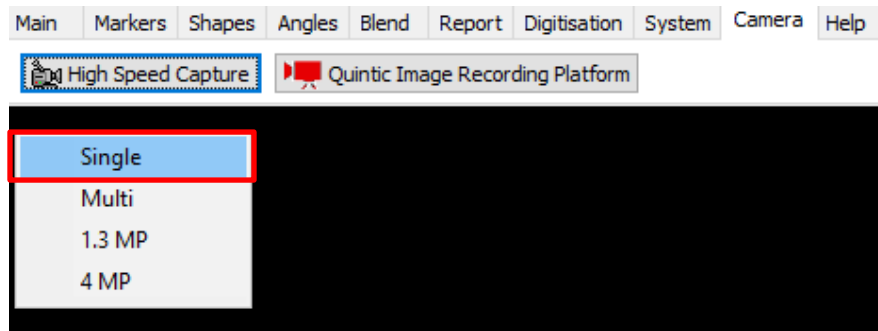 Main Markers Shapes Angles Blend Report Digitisation System Camera Help
High Speed Capture Quintic Image Recording Platform
Single
Multi
1.3 MP
4 MP